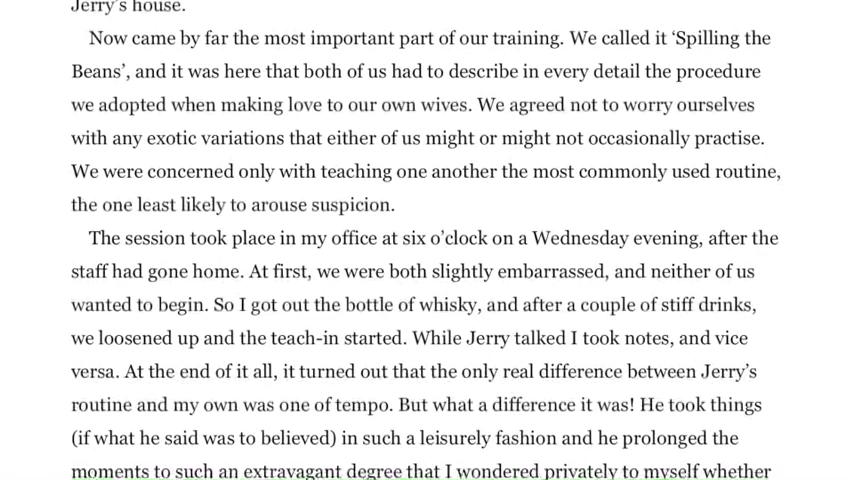 Jerry's house.
Now came by far the most important part of our training. We called it ‘Spilling the
Beans’, and it was here that both of us had to describe in every detail the procedure
we adopted when making love to our own wives. We agreed not to worry ourselves
with any exotic variations that either of us might or might not occasionally practise.
We were concerned only with teaching one another the most commonly used routine,
the one least likely to arouse suspicion.
The session took place in my office at six o’clock on a Wednesday evening, after the
staff had gone home. At first, we were both slightly embarrassed, and neither of us
wanted to begin. So I got out the bottle of whisky, and after a couple of stiff drinks,
we loosened up and the teach-in started. While Jerry talked I took notes, and vice
versa. At the end of it all, it turned out that the only real difference between Jerry’s
routine and my own was one of tempo. But what a difference it was! He took things
(if what he said was to believed) in such a leisurely fashion and he prolonged the
moments to such an extravagant degree that I wondered privately to myself whether